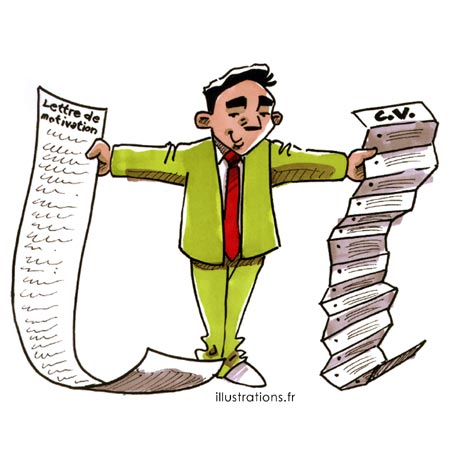 Lettre de
motivation
C.V.
illustrations.fr